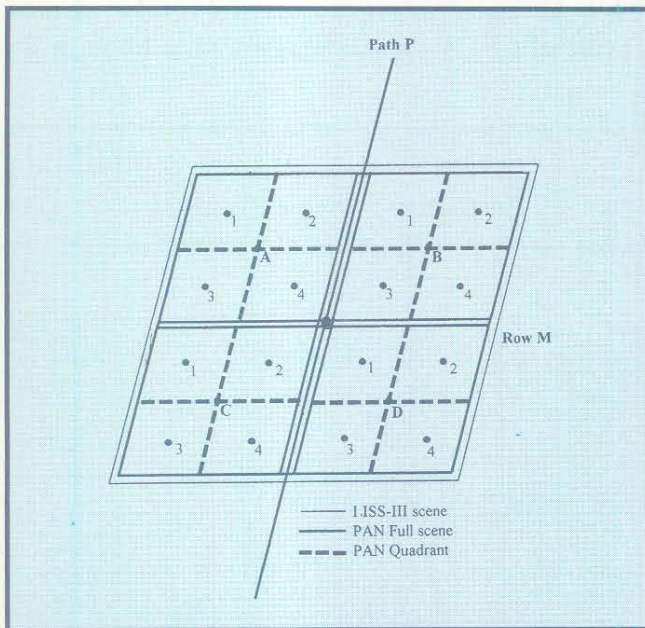 Path P
1 2 1 2
A B
3 4 3 4
Row M
1 2 1 2
C D
3 4 3 4
LISS-III scene
PAN Full scene
PAN Quadrant